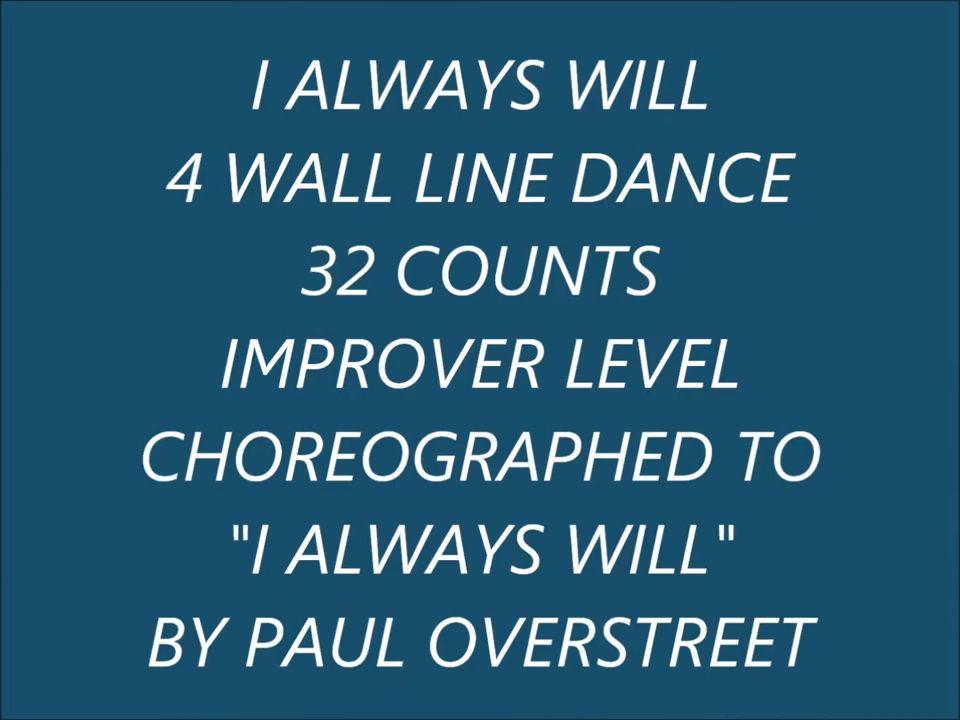 I ALWAYS WILL
4 WALL LINE DANCE
32 COUNTS
IMPROVER LEVEL
CHOREOGRAPHED TO
"I ALWAYS WILL"
BY PAUL OVERSTREET